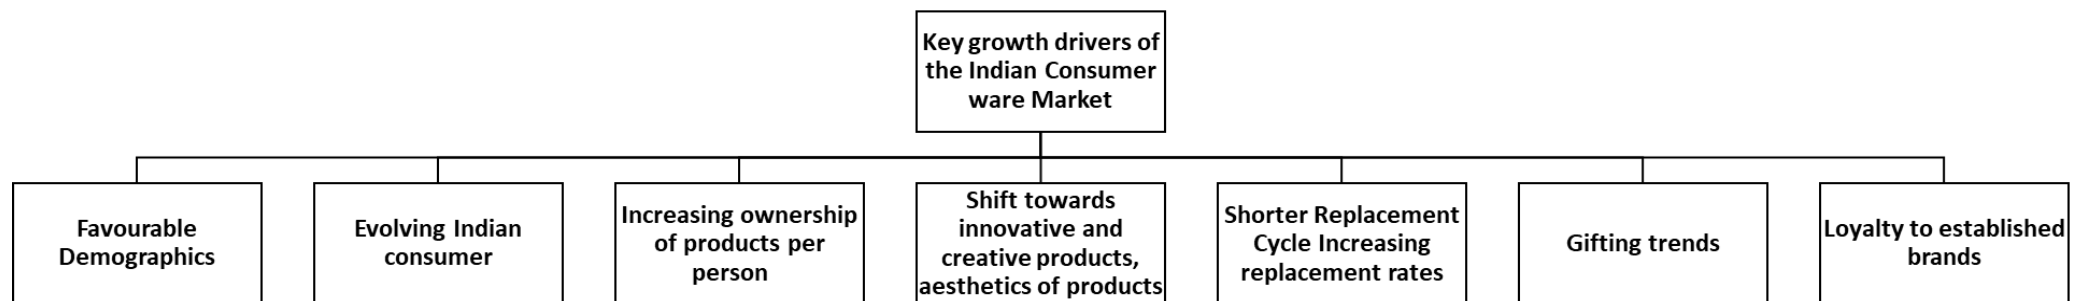 Key growth drivers of
the Indian Consumer
ware Market
Favourable
Demographics
Evolving Indian
consumer
Increasing ownership
of products per
person
Shift towards
innovative and
creative products,
aesthetics of products
Shorter Replacement
Cycle Increasing
replacement rates
Gifting trends
Loyalty to established
brands